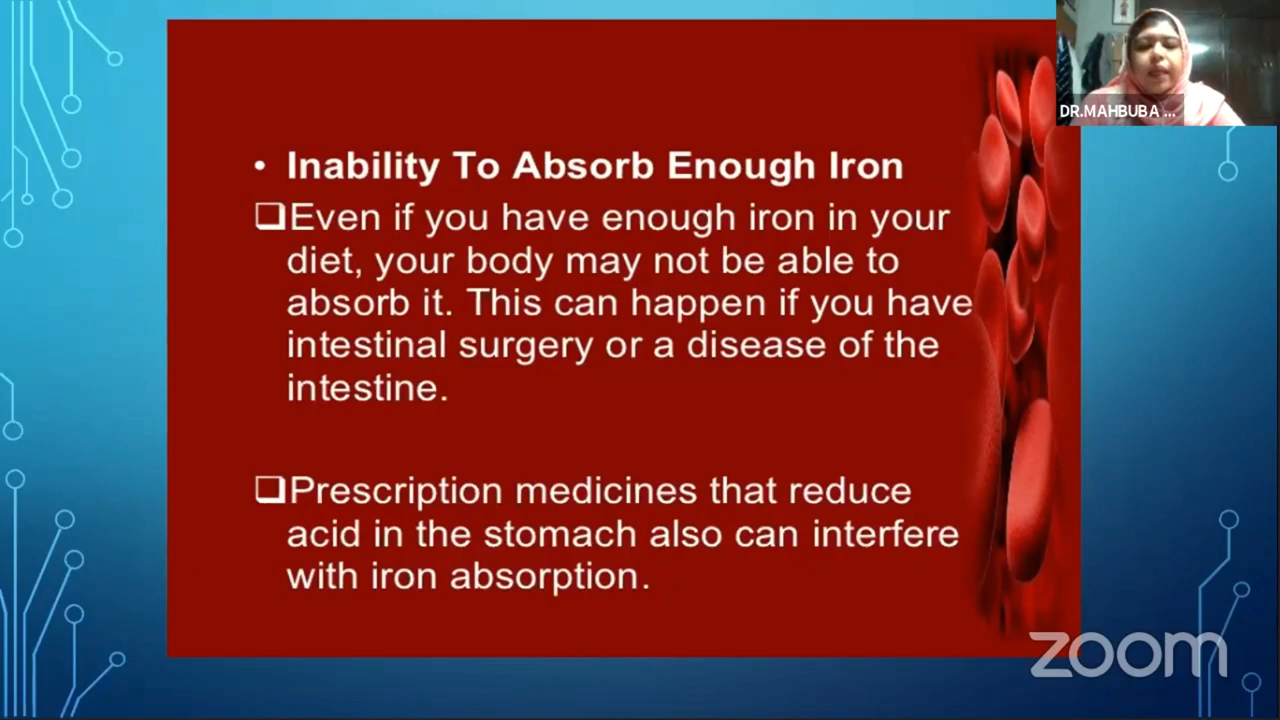 DR.MAHBUBA ...
• Inability To Absorb Enough Iron
❑Even if you have enough iron in your
diet, your body may not be able to
absorb it. This can happen if you have
intestinal surgery or a disease of the
intestine.
❑Prescription medicines that reduce
acid in the stomach also can interfere
with iron absorption.
zoom